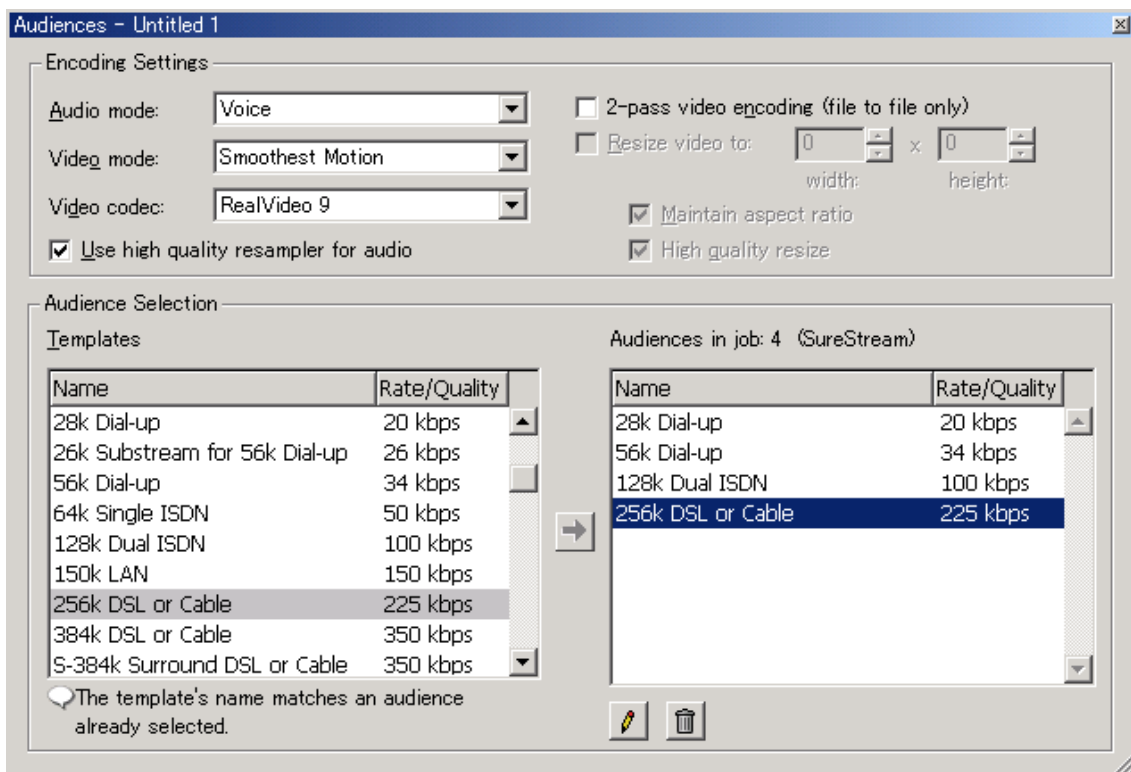 Audiences - Untitled 1
Encoding Settings
Audio mode: Voice
Video mode: Smoothest Motion
Video codec: RealVideo 9
Use high quality resampler for audio
2-pass video encoding (file to file only)
Resize video to: 0 x 0
width: height:
Maintain aspect ratio
High quality resize
Audience Selection
Templates
Name Rate/Quality
28k Dial-up 20 kbps
26k Substream for 56k Dial-up 26 kbps
56k Dial-up 34 kbps
64k Single ISDN 50 kbps
128k Dual ISDN 100 kbps
150k LAN 150 kbps
256k DSL or Cable 225 kbps
384k DSL or Cable 350 kbps
S-384k Surround DSL or Cable 350 kbps
The template's name matches an audience
already selected.
Audiences in job: 4 (SureStream)
Name Rate/Quality
28k Dial-up 20 kbps
56k Dial-up 34 kbps
128k Dual ISDN 100 kbps
256k DSL or Cable 225 kbps